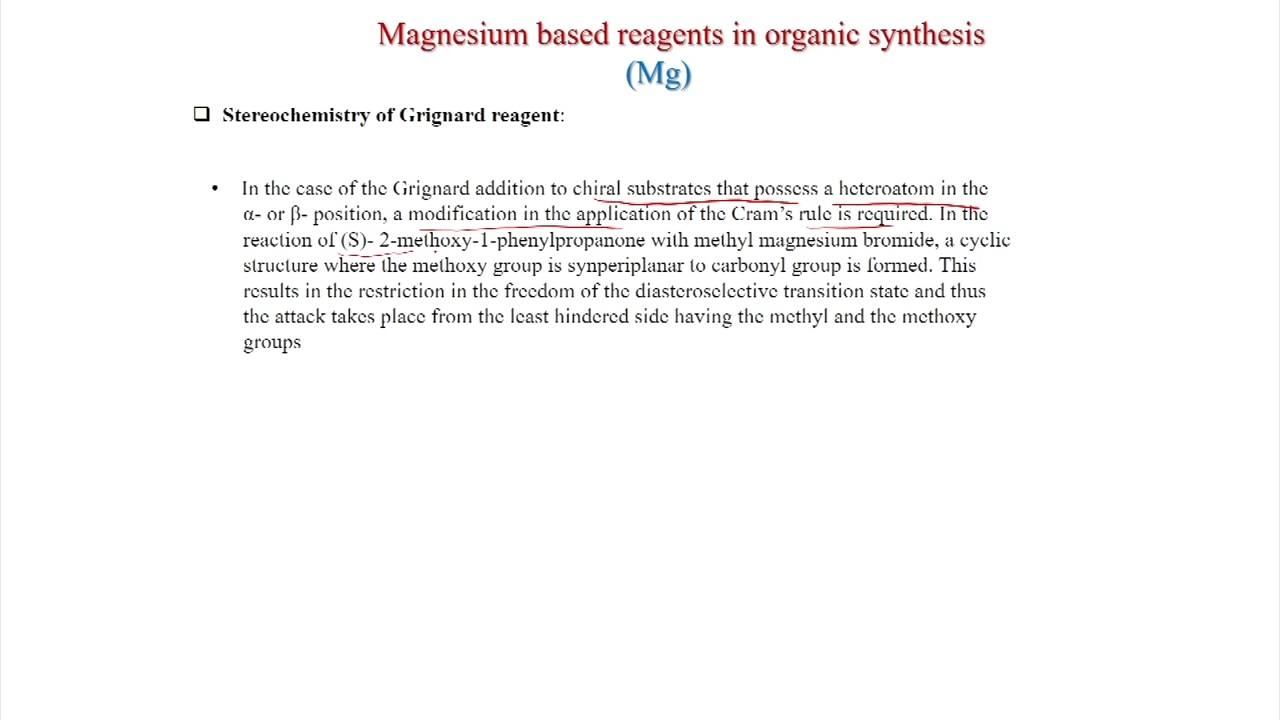 Magnesium based reagents in organic synthesis
(Mg)
❑ Stereochemistry of Grignard reagent:
• In the case of the Grignard addition to chiral substrates that possess a heteroatom in the
α- or β- position, a modification in the application of the Cram's rule is required. In the
reaction of (S)- 2-methoxy-1-phenylpropanone with methyl magnesium bromide, a cyclic
structure where the methoxy group is synperiplanar to carbonyl group is formed. This
results in the restriction in the freedom of the diasteroselective transition state and thus
the attack takes place from the least hindered side having the methyl and the methoxy
groups